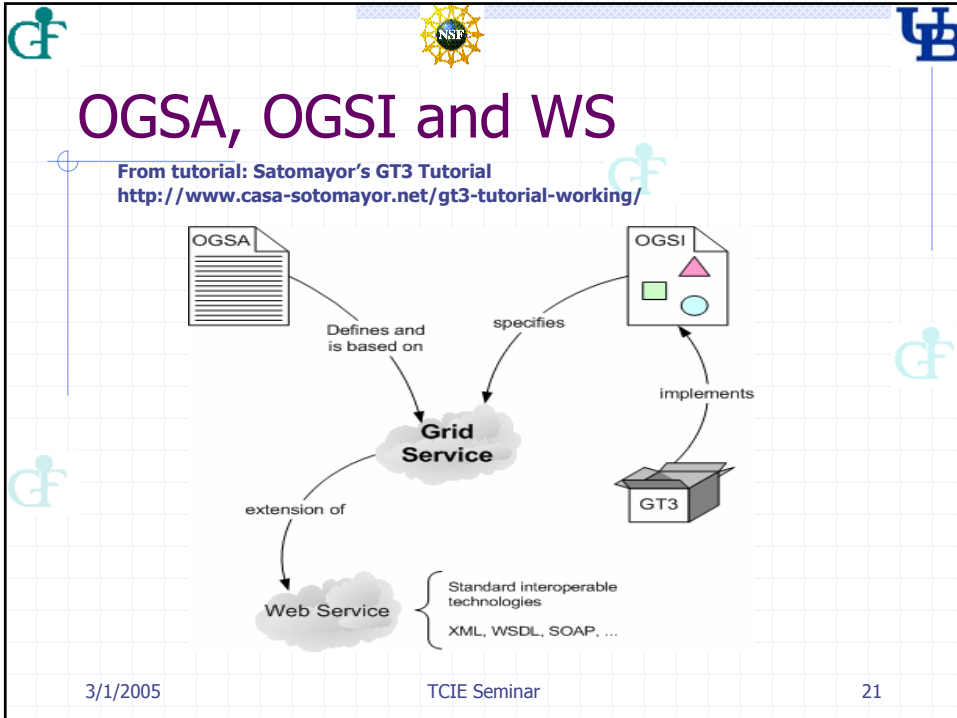 NSF
UB
OGSA, OGSI and WS
From tutorial: Satomayor's GT3 Tutorial
http://www.casa-sotomayor.net/gt3-tutorial-working/
OGSA
OGSI
Defines and
is based on
specifies
implements
Grid
Service
GT3
extension of
Web Service
Standard interoperable
technologies
XML, WSDL, SOAP, ...
3/1/2005
TCIE Seminar
21